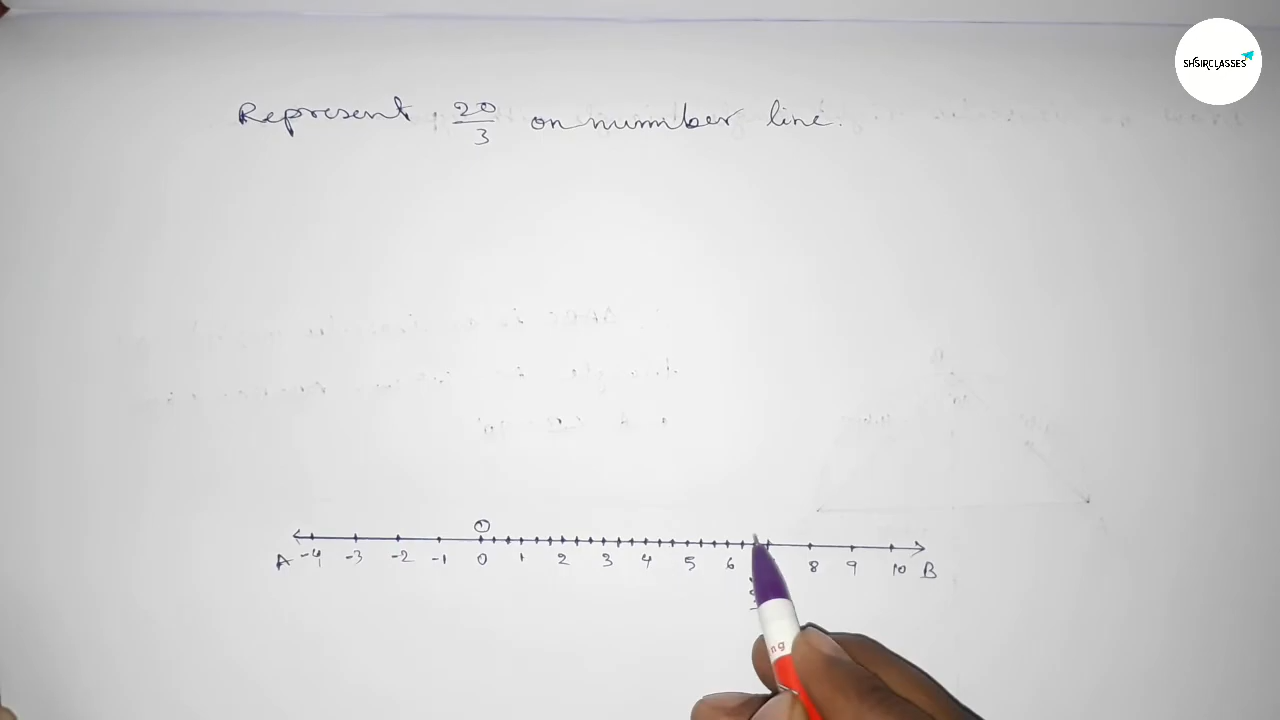 SHSIRCLASSES
Represent 20/3 on number line.
A -4 -3 -2 -1 0 1 2 3 4 5 6 8 9 10 B
ng